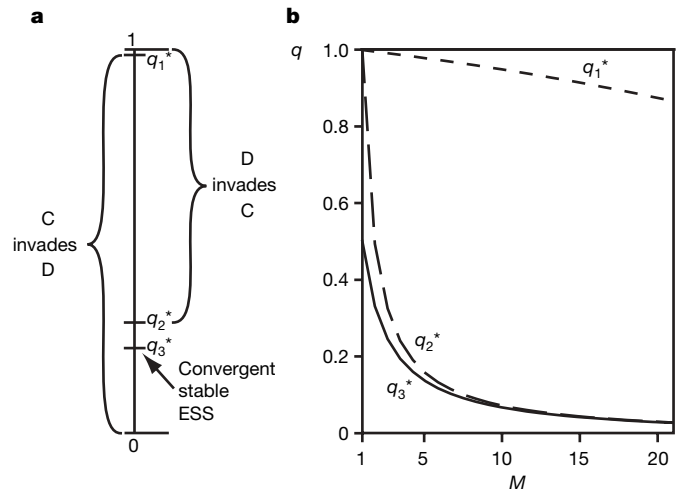 a
1
q1*
D
invades
C
C
invades
D
q2*
q3*
Convergent
stable
ESS
0
b
q
1.0
0.8
0.6
0.4
0.2
0
q1*
q2*
q3*
1 5 10 15 20
M